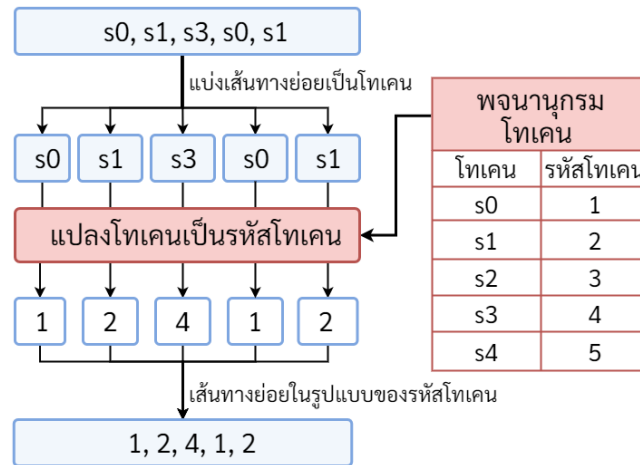 s0, s1, s3, s0, s1
แบ่งเส้นทางย่อยเป็นโทเคน
s0 s1 s3 s0 s1
แปลงโทเคนเป็นรหัสโทเคน
1 2 4 1 2
เส้นทางย่อยในรูปแบบของรหัสโทเคน
1, 2, 4, 1, 2
พจนานุกรม
โทเคน
โทเคน รหัสโทเคน
s0 1
s1 2
s2 3
s3 4
s4 5